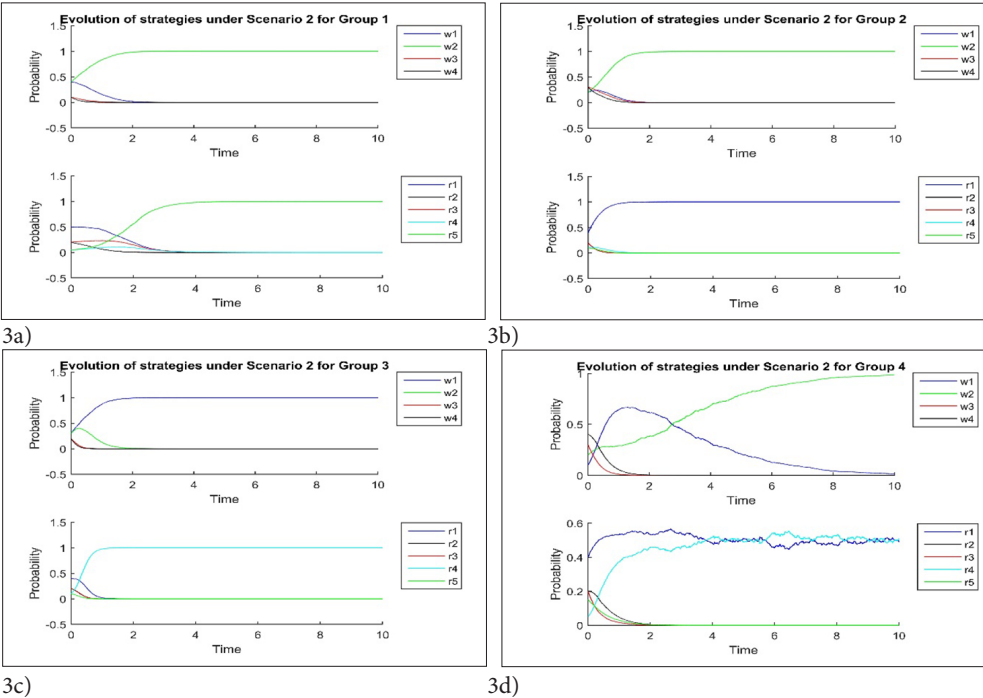 Evolution of strategies under Scenario 2 for Group 1
1.5
1
0.5
0
-0.5
Probability
0 2 4 6 8 10
Time
w1
w2
w3
w4
1.5
1
0.5
0
-0.5
Probability
0 2 4 6 8 10
Time
r1
r2
r3
r4
r5
3a)
Evolution of strategies under Scenario 2 for Group 2
1.5
1
0.5
0
-0.5
Probability
0 2 4 6 8 10
Time
w1
w2
w3
w4
1.5
1
0.5
0
-0.5
Probability
0 2 4 6 8 10
Time
r1
r2
r3
r4
r5
3b)
Evolution of strategies under Scenario 2 for Group 3
1.5
1
0.5
0
-0.5
Probability
0 2 4 6 8 10
Time
w1
w2
w3
w4
1.5
1
0.5
0
-0.5
Probability
0 2 4 6 8 10
Time
r1
r2
r3
r4
r5
3c)
Evolution of strategies under Scenario 2 for Group 4
1
0.5
0
Probability
0 2 4 6 8 10
Time
w1
w2
w3
w4
0.6
0.4
0.2
0
Probability
0 2 4 6 8 10
Time
r1
r2
r3
r4
r5
3d)